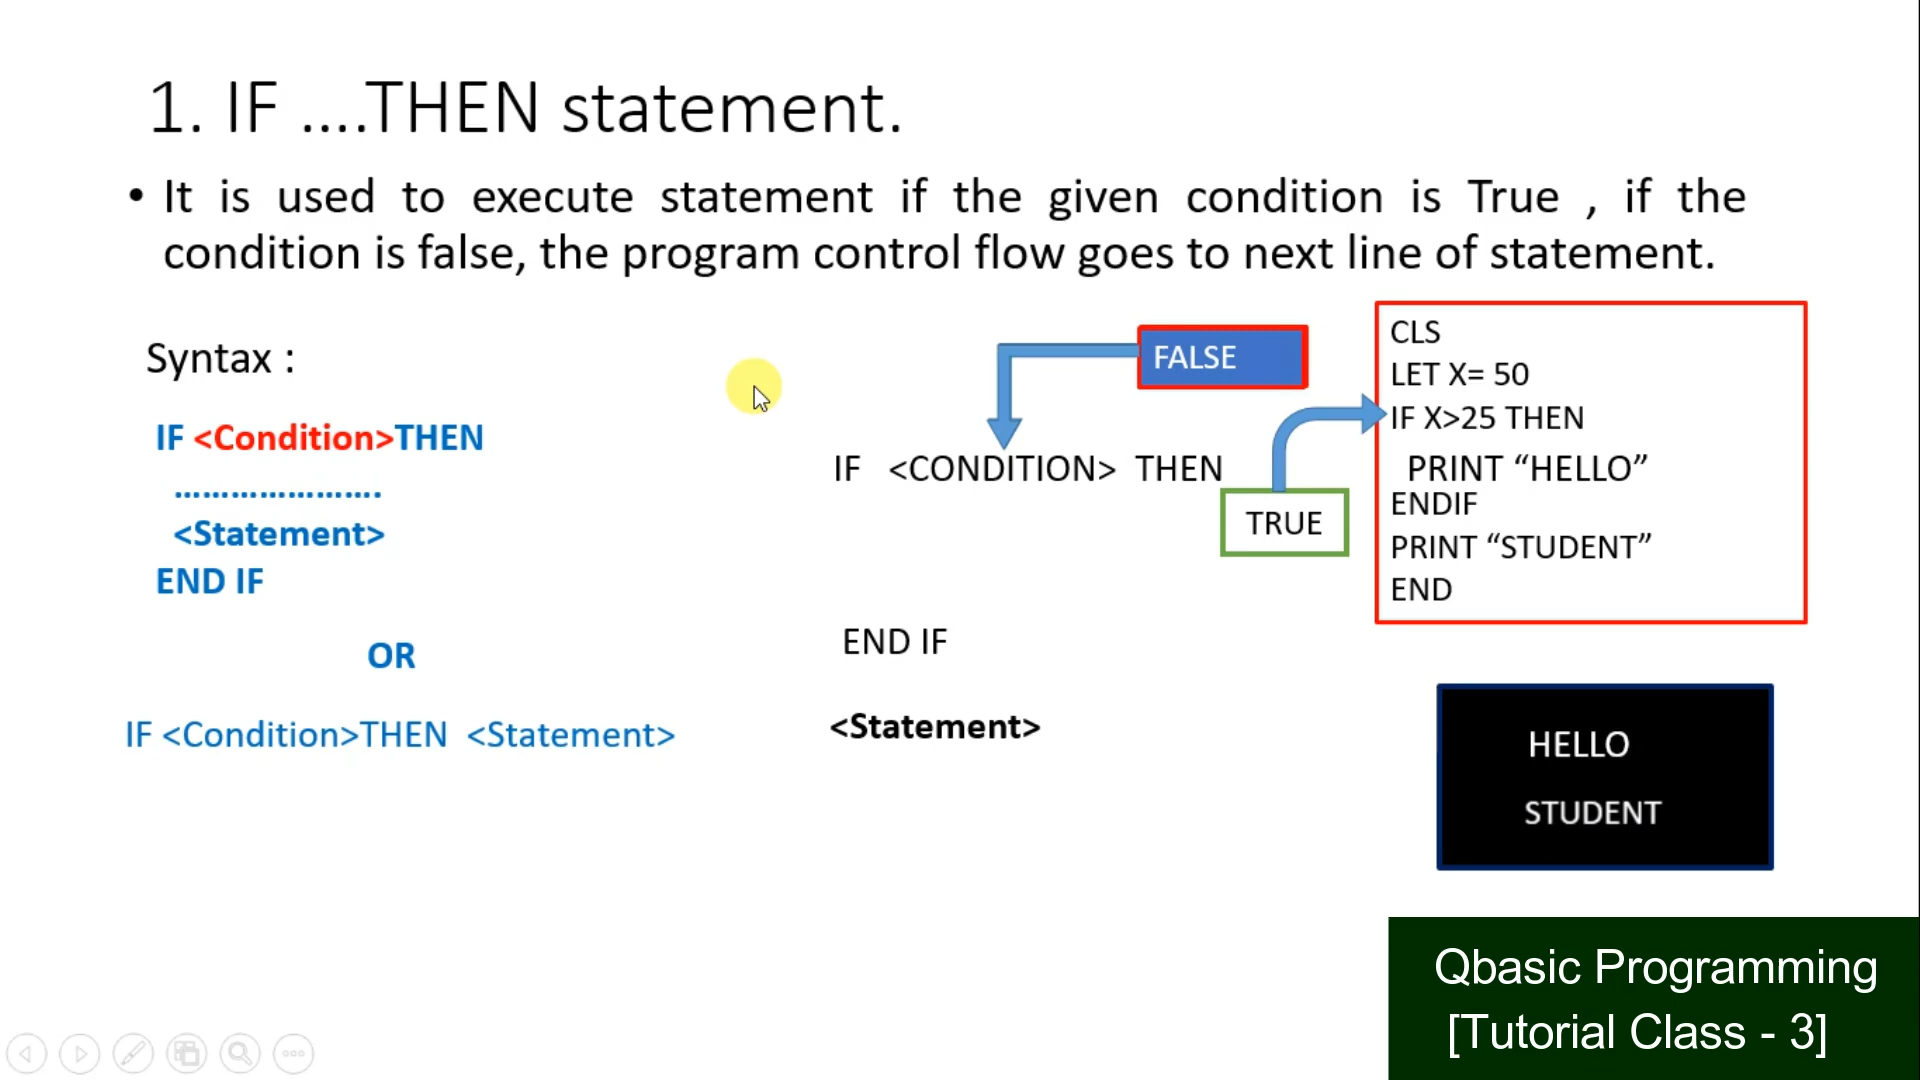 1. IF ....THEN statement.
• It is used to execute statement if the given condition is True , if the
condition is false, the program control flow goes to next line of statement.
Syntax :
IF <Condition>THEN
......................
<Statement>
END IF
OR
IF <Condition>THEN <Statement>
FALSE
IF <CONDITION> THEN
TRUE
END IF
<Statement>
CLS
LET X= 50
IF X>25 THEN
PRINT “HELLO”
ENDIF
PRINT “STUDENT”
END
HELLO
STUDENT
Qbasic Programming
[Tutorial Class - 3]